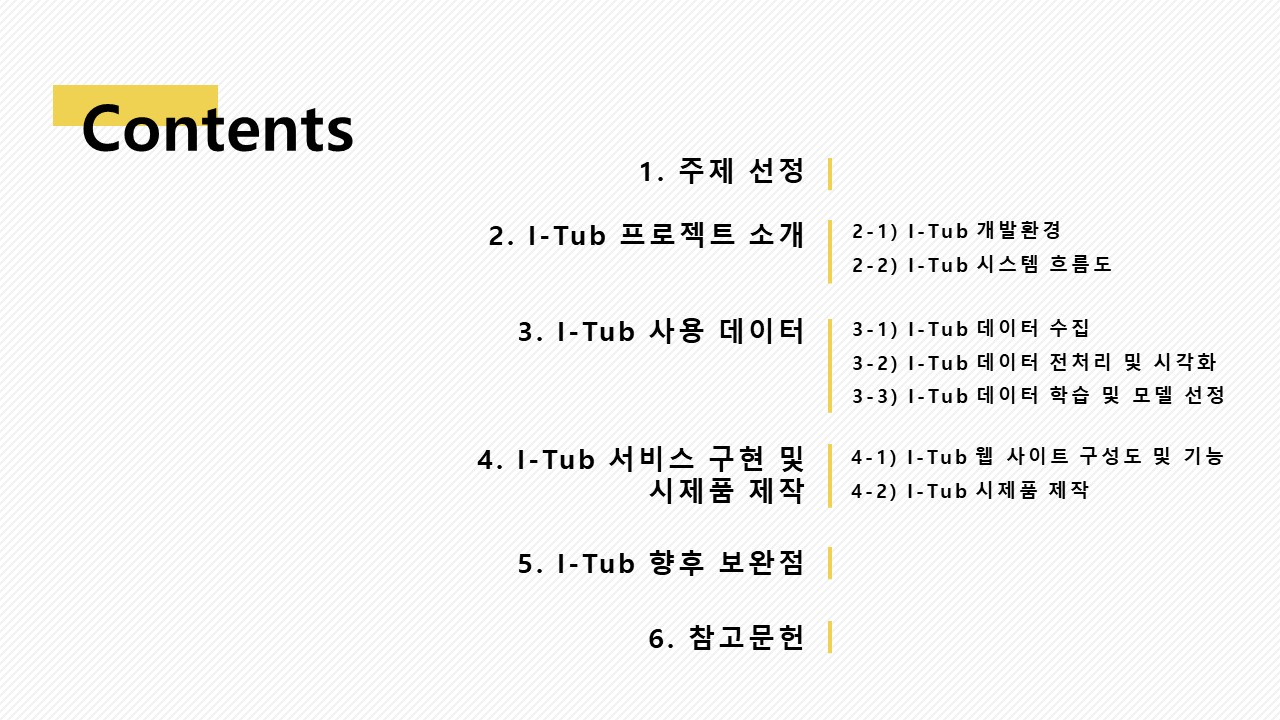 Contents
1. 주제 선정
2. I-Tub 프로젝트 소개
2-1) I-Tub 개발환경
2-2) I-Tub 시스템 흐름도
3. I-Tub 사용 데이터
3-1) I-Tub 데이터 수집
3-2) I-Tub 데이터 전처리 및 시각화
3-3) I-Tub 데이터 학습 및 모델 선정
4. I-Tub 서비스 구현 및
시제품 제작
4-1) I-Tub 웹 사이트 구성도 및 기능
4-2) I-Tub 시제품 제작
5. I-Tub 향후 보완점
6. 참고문헌